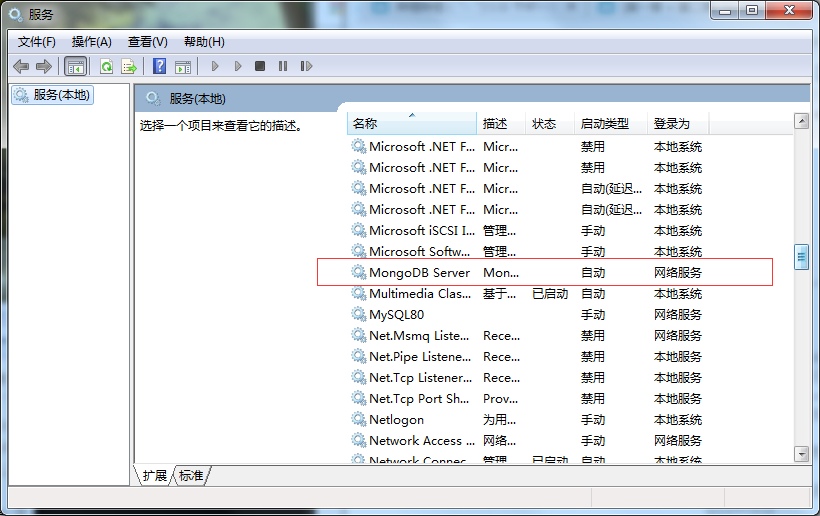 服务
文件(F) 操作(A) 查看(V) 帮助(H)
服务(本地)
服务(本地)
选择一个项目来查看它的描述。
名称 描述 状态 启动类型 登录为
Microsoft .NET F... Micr... 禁用 本地系统
Microsoft .NET F... Micr... 禁用 本地系统
Microsoft .NET F... Micr... 自动(延迟... 本地系统
Microsoft .NET F... Micr... 自动(延迟... 本地系统
Microsoft iSCSI I... 管理... 手动 本地系统
Microsoft Softw... 管理... 手动 本地系统
MongoDB Server Mon... 自动 网络服务
Multimedia Clas... 基于... 已启动 自动 本地系统
MySQL80 手动 网络服务
Net.Msmq Liste... Rece... 禁用 网络服务
Net.Pipe Listene... Rece... 禁用 本地服务
Net.Tcp Listener... Rece... 禁用 本地服务
Net.Tcp Port Sh... Prov... 禁用 本地服务
Netlogon 为用... 手动 本地系统
Network Access ... 网络... 手动 网络服务
Network Connec... 管理... 已启动 手动 本地系统
扩展 标准